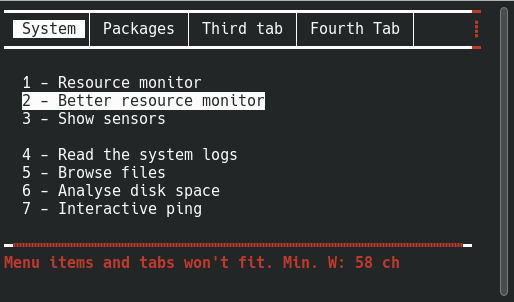 System Packages Third tab Fourth Tab
1 - Resource monitor
2 - Better resource monitor
3 - Show sensors
4 - Read the system logs
5 - Browse files
6 - Analyse disk space
7 - Interactive ping
Menu items and tabs won't fit. Min. W: 58 ch